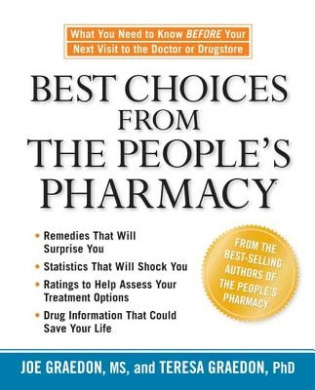 What You Need to Know BEFORE Your
Next Visit to the Doctor or Drugstore
BEST CHOICES
FROM
THE PEOPLE'S
PHARMACY
• Remedies That Will
Surprise You
• Statistics That Will Shock You
• Ratings to Help Assess Your
Treatment Options
• Drug Information That Could
Save Your Life
FROM THE
BEST-SELLING
AUTHORS OF
THE PEOPLE'S
PHARMACY
JOE GRAEDON, MS, and TERESA GRAEDON, PhD